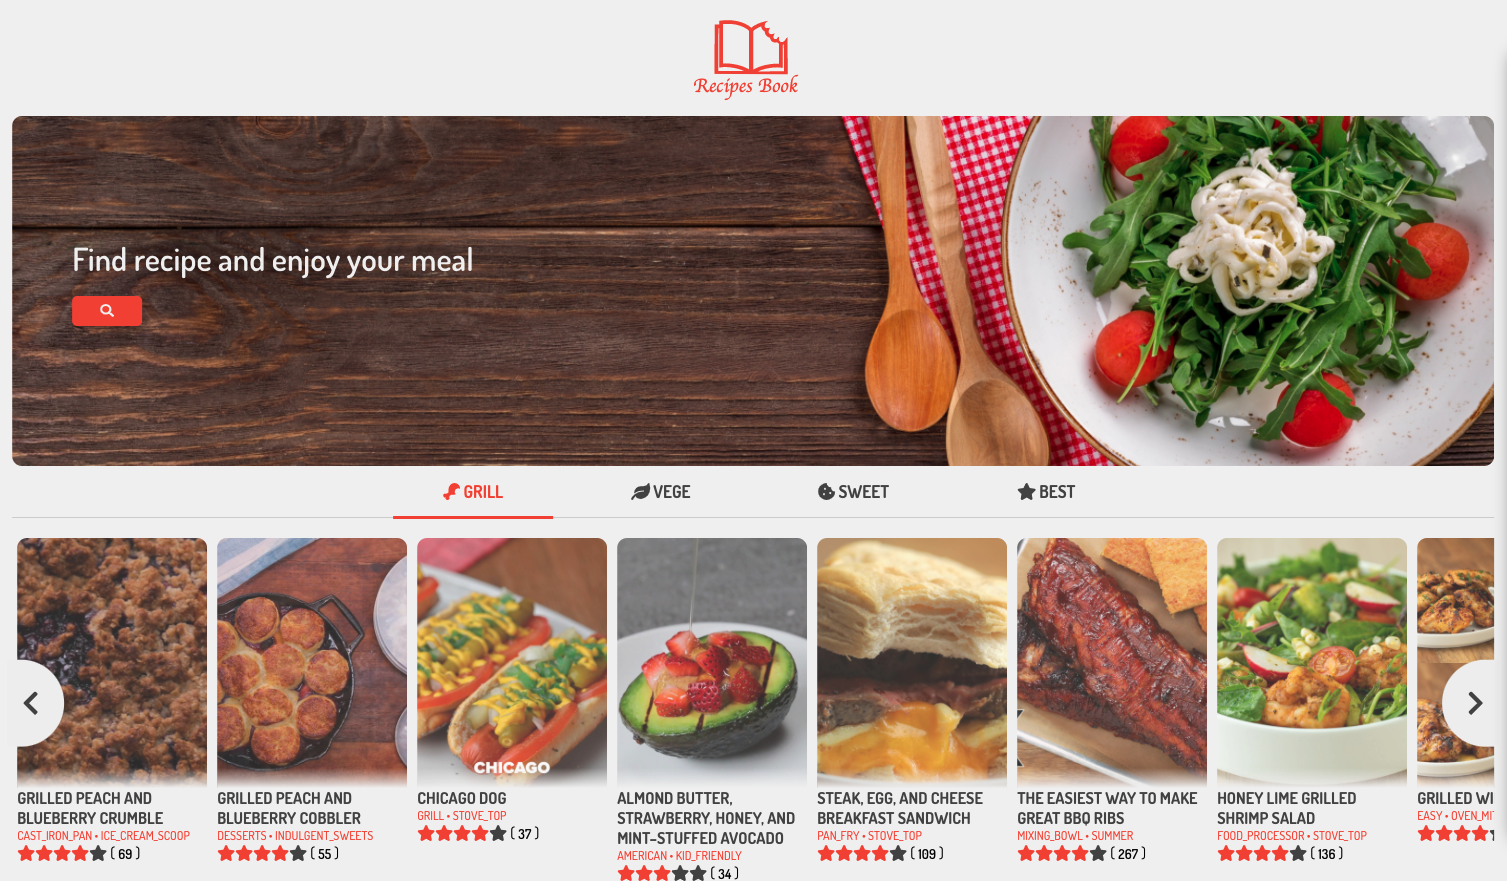 Recipes Book
Find recipe and enjoy your meal
GRILL
VEGE
SWEET
BEST
CHICAGO
GRILLED PEACH AND
BLUEBERRY CRUMBLE
CAST_IRON_PAN • ICE_CREAM_SCOOP
( 69 )
GRILLED PEACH AND
BLUEBERRY COBBLER
DESSERTS • INDULGENT_SWEETS
( 55 )
CHICAGO DOG
GRILL • STOVE_TOP
( 37 )
ALMOND BUTTER,
STRAWBERRY, HONEY, AND
MINT-STUFFED AVOCADO
AMERICAN • KID_FRIENDLY
( 34 )
STEAK, EGG, AND CHEESE
BREAKFAST SANDWICH
PAN_FRY • STOVE_TOP
( 109 )
THE EASIEST WAY TO MAKE
GREAT BBQ RIBS
MIXING_BOWL • SUMMER
( 267 )
HONEY LIME GRILLED
SHRIMP SALAD
FOOD_PROCESSOR • STOVE_TOP
( 136 )
GRILLED WI
EASY • OVEN_MIT